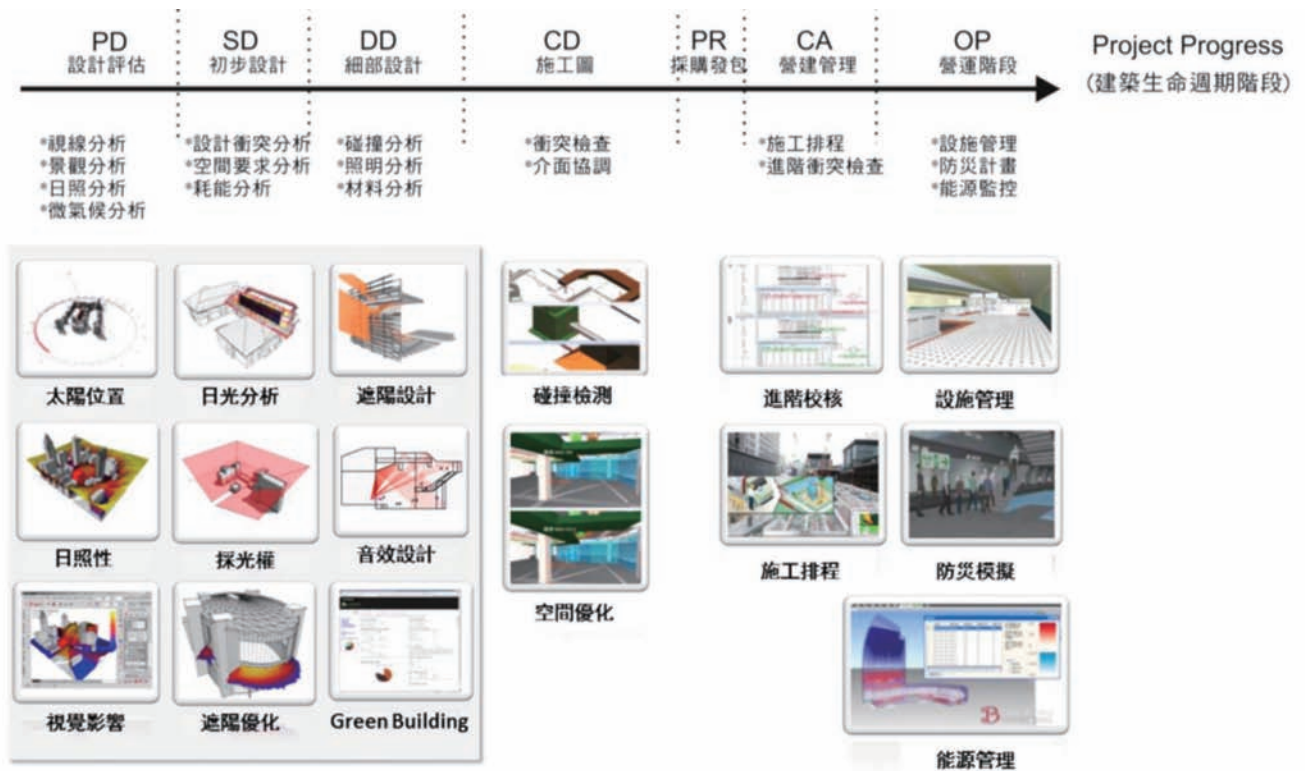 PD
設計評估
SD
初步設計
DD
細部設計
CD
施工圖
PR
採購發包
CA
營建管理
OP
營運階段
Project Progress
(建築生命週期階段)
*視線分析
*景觀分析
*日照分析
*微氣候分析
*設計衝突分析
*空間要求分析
*耗能分析
*碰撞分析
*照明分析
*材料分析
*衝突檢查
*介面協調
*施工排程
*進階衝突檢查
*設施管理
*防災計畫
*能源監控
太陽位置
日光分析
遮陽設計
碰撞檢測
進階校核
設施管理
日照性
採光權
音效設計
空間優化
施工排程
防災模擬
視覺影響
遮陽優化
Green Building
能源管理